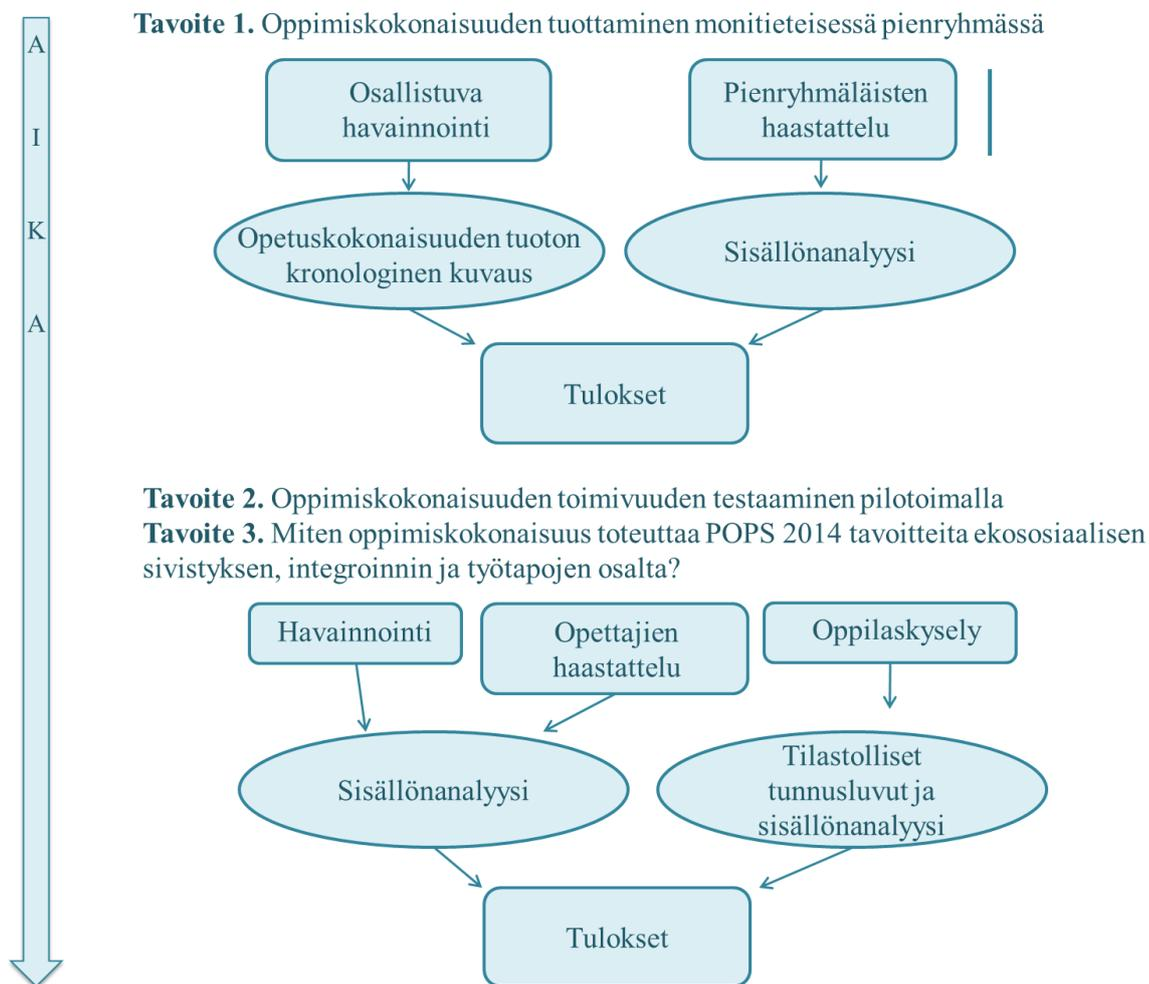 A
I
K
A
Tavoite 1. Oppimiskokonaisuuden tuottaminen monitieteisessä pienryhmässä
Osallistuva
havainnointi
Pienryhmäläisten
haastattelu
Opetuskokonaisuuden tuoton
kronologinen kuvaus
Sisällönanalyysi
Tulokset
Tavoite 2. Oppimiskokonaisuuden toimivuuden testaaminen pilotoimalla
Tavoite 3. Miten oppimiskokonaisuus toteuttaa POPS 2014 tavoitteita ekososiaalisen
sivistyksen, integroinnin ja työtapojen osalta?
Havainnointi
Opettajien
haastattelu
Oppilaskysely
Sisällönanalyysi
Tilastolliset
tunnusluvut ja
sisällönanalyysi
Tulokset